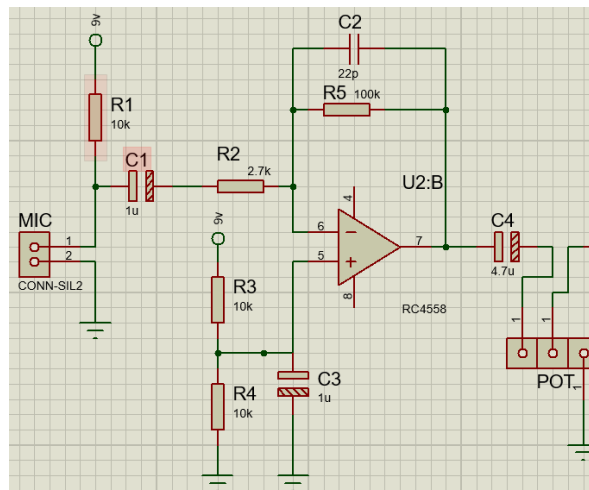 9v
C2
22p
R5
100k
R1
10k
C1
1u
R2
2.7k
U2:B
4
MIC
1
2
CONN-SIL2
9v
6
5
7
8
C4
4.7u
RC4558
R3
10k
1
1
POT
1
C3
1u
R4
10k